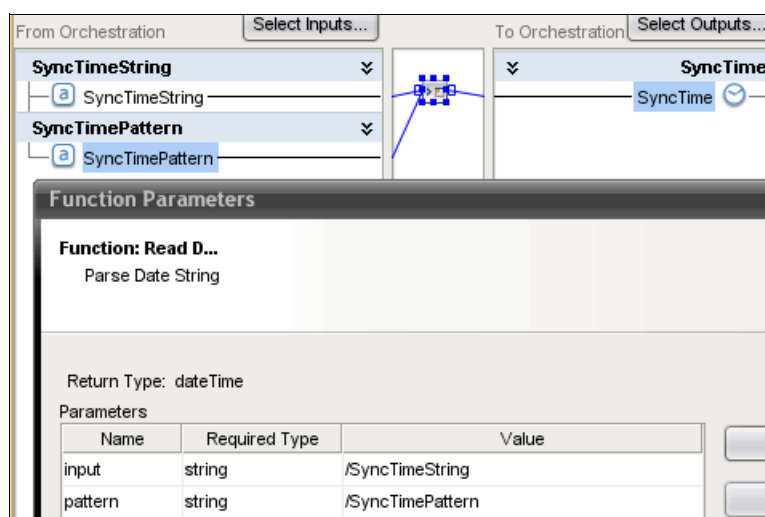 From Orchestration Select Inputs... To Orchestration Select Outputs...
SyncTimeString SyncTime
a SyncTimeString SyncTime
SyncTimePattern
a SyncTimePattern
Function Parameters
Function: Read D...
Parse Date String
Return Type: dateTime
Parameters
Name Required Type Value
input string /SyncTimeString
pattern string /SyncTimePattern